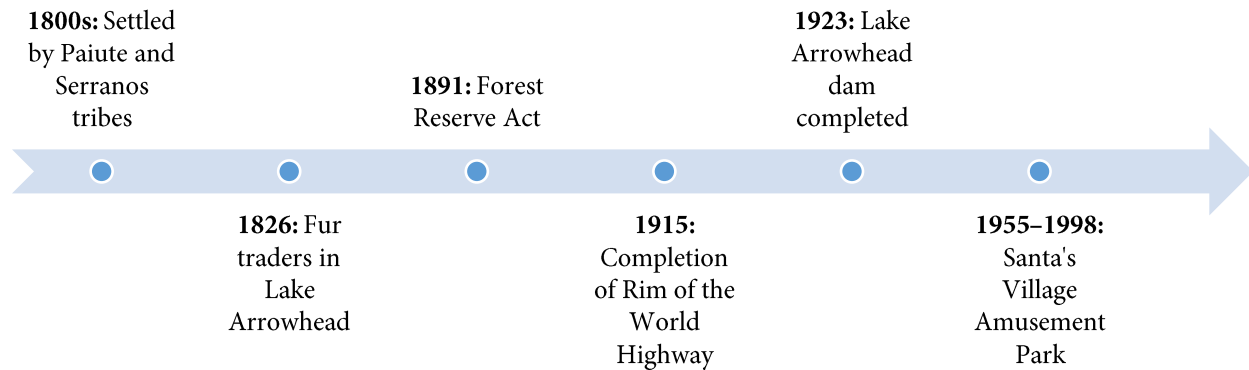 1800s: Settled
by Paiute and
Serranos
tribes
1826: Fur
traders in
Lake
Arrowhead
1891: Forest
Reserve Act
1915:
Completion
of Rim of the
World
Highway
1923: Lake
Arrowhead
dam
completed
1955–1998:
Santa's
Village
Amusement
Park